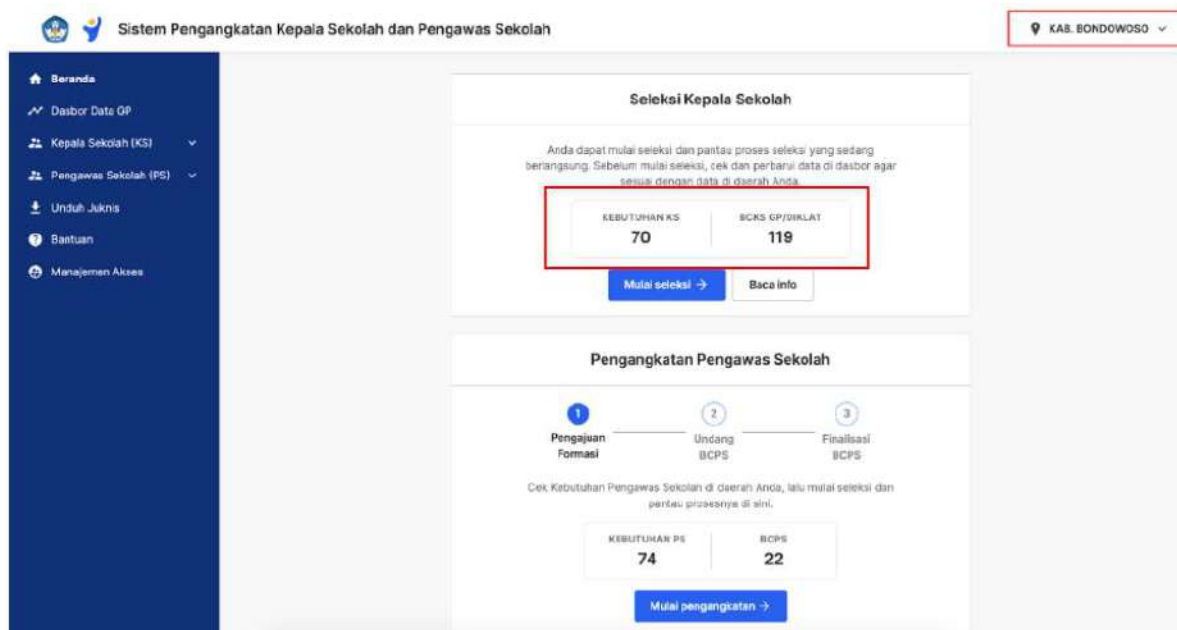 Sistem Pengangkatan Kepala Sekolah dan Pengawas Sekolah
KAB. BONDOWOSO
Beranda
Dasbor Data GP
Kepala Sekolah (KS)
Pengawas Sekolah (PS)
Unduh Juknis
Bantuan
Manajemen Akses
Seleksi Kepala Sekolah
Anda dapat mulai seleksi dan pantau proses seleksi yang sedang
berlangsung. Sebelum mulai seleksi, cek dan perbarui data di dasbor agar
sesuai dengan data di daerah Anda.
KEBUTUHAN KS BCKS GP/DIKLAT
70 119
Mulai seleksi → Baca info
Pengangkatan Pengawas Sekolah
1 2 3
Pengajuan Undang Finalisasi
Formasi BCPS BCPS
Cek Kebutuhan Pengawas Sekolah di daerah Anda, lalu mulai seleksi dan
pantau prosesnya di sini.
KEBUTUHAN PS BCPS
74 22
Mulai pengangkatan →